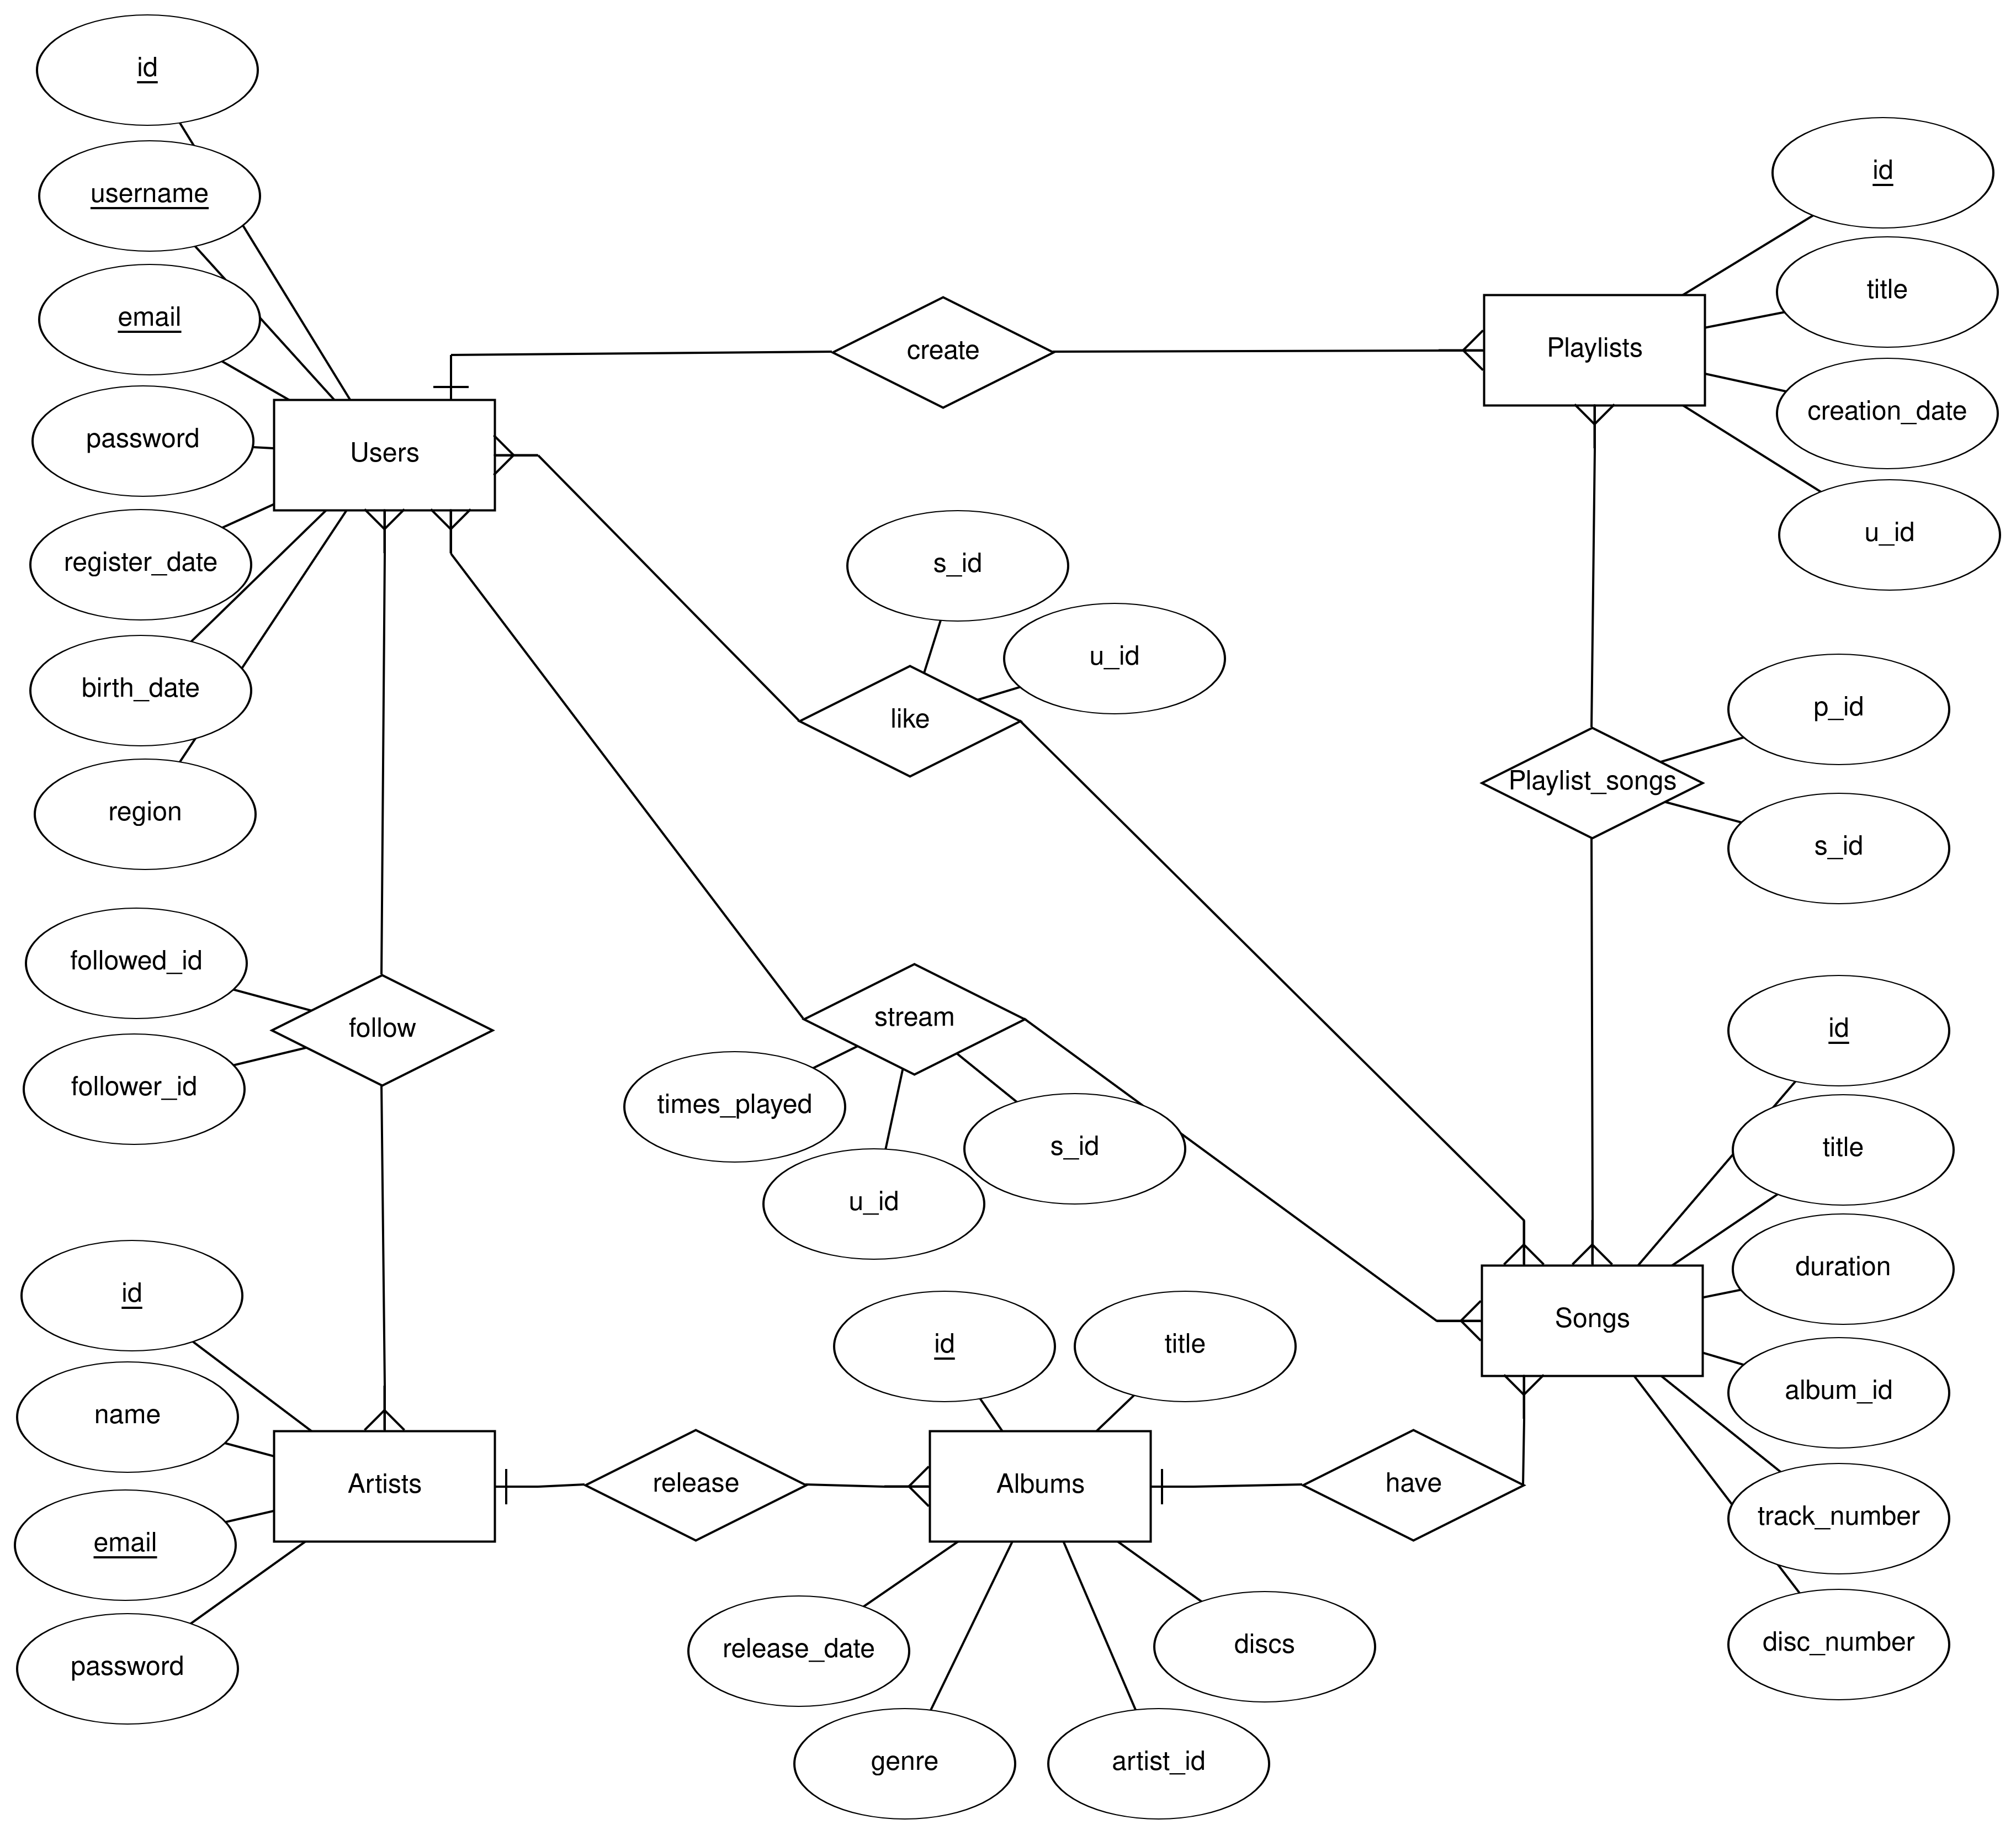 id
username
email
password
register_date
birth_date
region
Users
create
Playlists
id
title
creation_date
u_id
s_id
u_id
like
Playlist_songs
p_id
s_id
followed_id
follower_id
follow
stream
times_played
u_id
s_id
id
title
duration
album_id
track_number
disc_number
Songs
id
name
email
password
Artists
release
id
title
Albums
have
release_date
genre
artist_id
discs